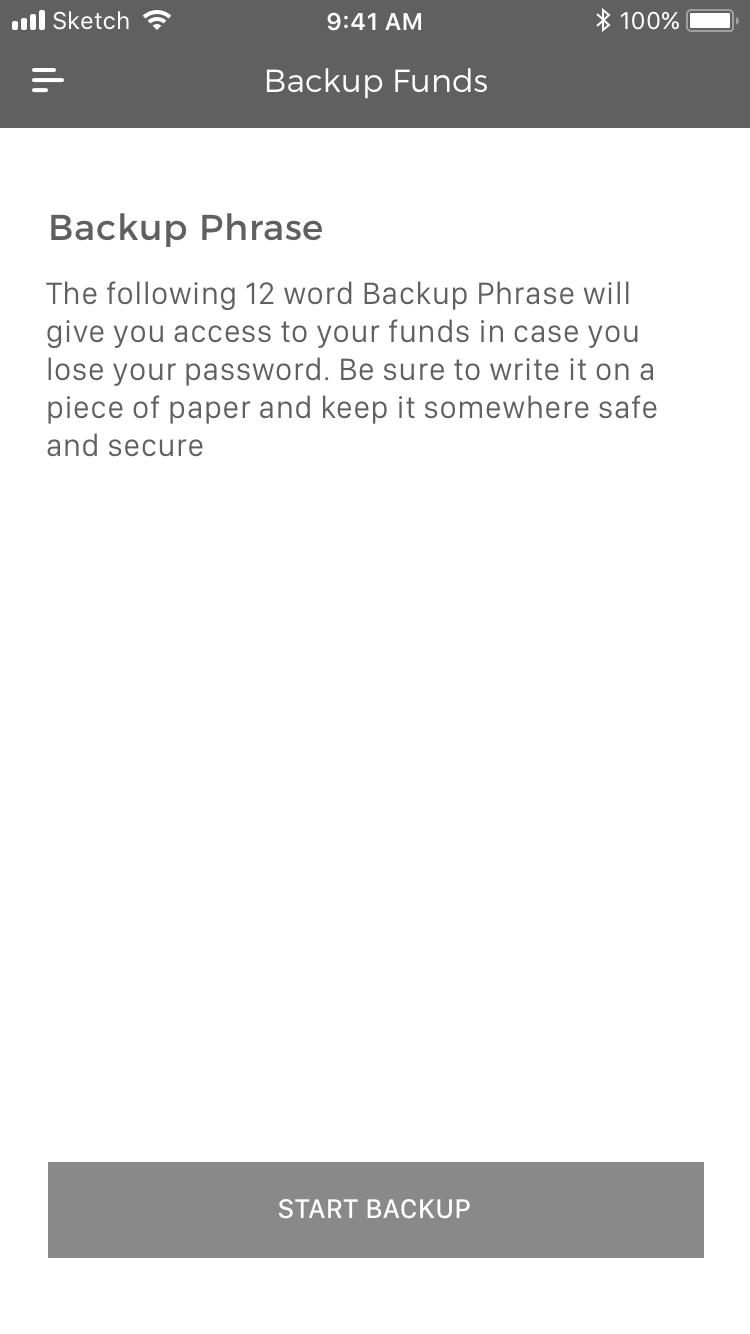 Sketch 9:41 AM 100%
Backup Funds
Backup Phrase
The following 12 word Backup Phrase will
give you access to your funds in case you
lose your password. Be sure to write it on a
piece of paper and keep it somewhere safe
and secure
START BACKUP